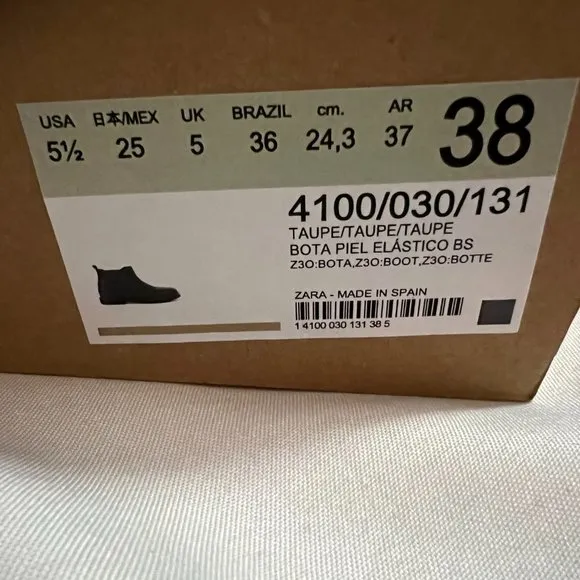 USA 日本/MEX UK BRAZIL cm. AR 38
5½ 25 5 36 24,3 37
4100/030/131
TAUPE/TAUPE/TAUPE
BOTA PIEL ELÁSTICO BS
Z3O:BOTA,Z3O:BOOT,Z3O:BOTTE
ZARA - MADE IN SPAIN
1 4100 030 131 38 5